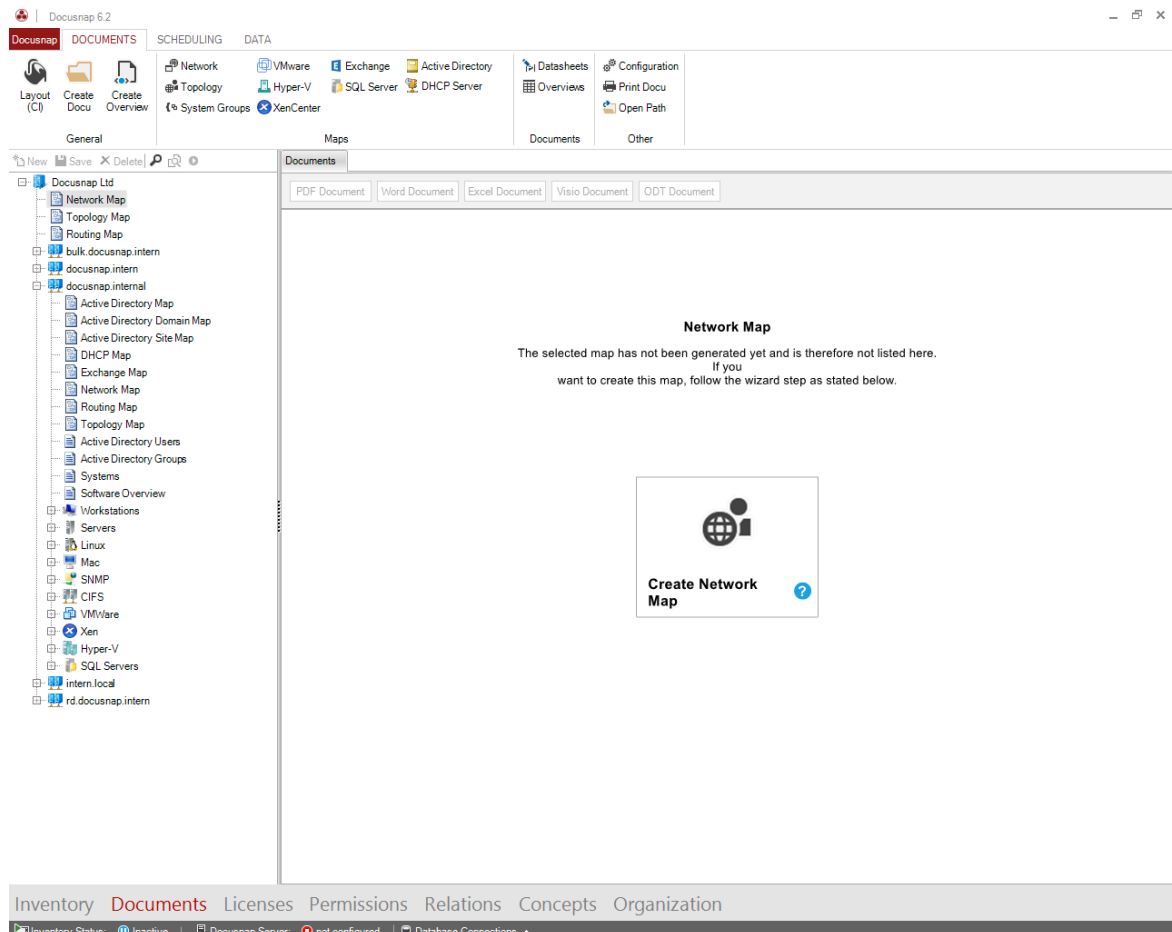 Docusnap 6.2
Docusnap DOCUMENTS SCHEDULING DATA
Layout (CI) Create Docu Create Overview
General
Network VMware Exchange Active Directory
Topology Hyper-V SQL Server DHCP Server
System Groups XenCenter
Maps
Datasheets
Overviews
Documents
Configuration
Print Docu
Open Path
Other
New Save Delete
Docusnap Ltd
Network Map
Topology Map
Routing Map
bulk.docusnap.intern
docusnap.intern
docusnap.internal
Active Directory Map
Active Directory Domain Map
Active Directory Site Map
DHCP Map
Exchange Map
Network Map
Routing Map
Topology Map
Active Directory Users
Active Directory Groups
Systems
Software Overview
Workstations
Servers
Linux
Mac
SNMP
CIFS
VMWare
Xen
Hyper-V
SQL Servers
intern.local
rd.docusnap.intern
Documents
PDF Document Word Document Excel Document Visio Document ODT Document
Network Map
The selected map has not been generated yet and is therefore not listed here.
If you
want to create this map, follow the wizard step as stated below.
Create Network
Map
?
Inventory Documents Licenses Permissions Relations Concepts Organization
Inventory Status: Inactive | Docusnap Server: not configured | Database Connections